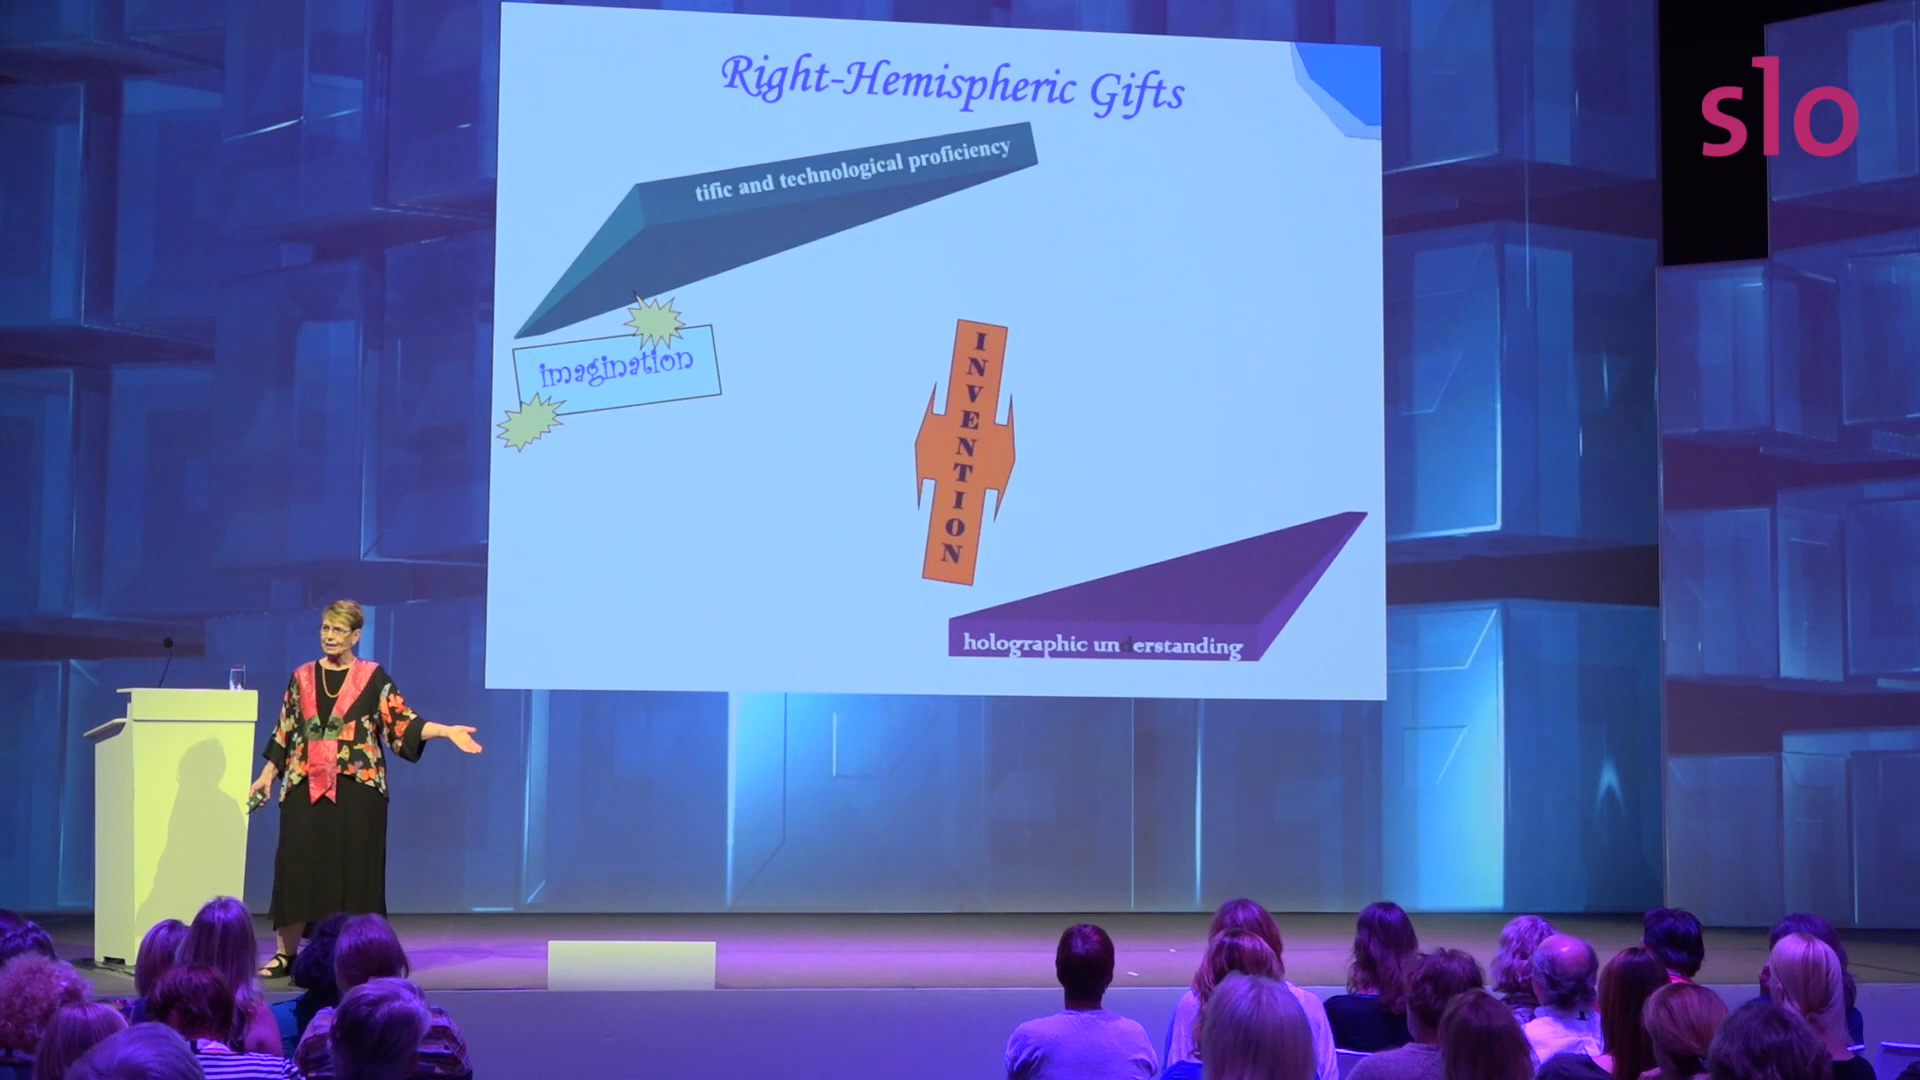 Right-Hemispheric Gifts
slo
tific and technological proficiency
imagination
INVENTION
holographic understanding